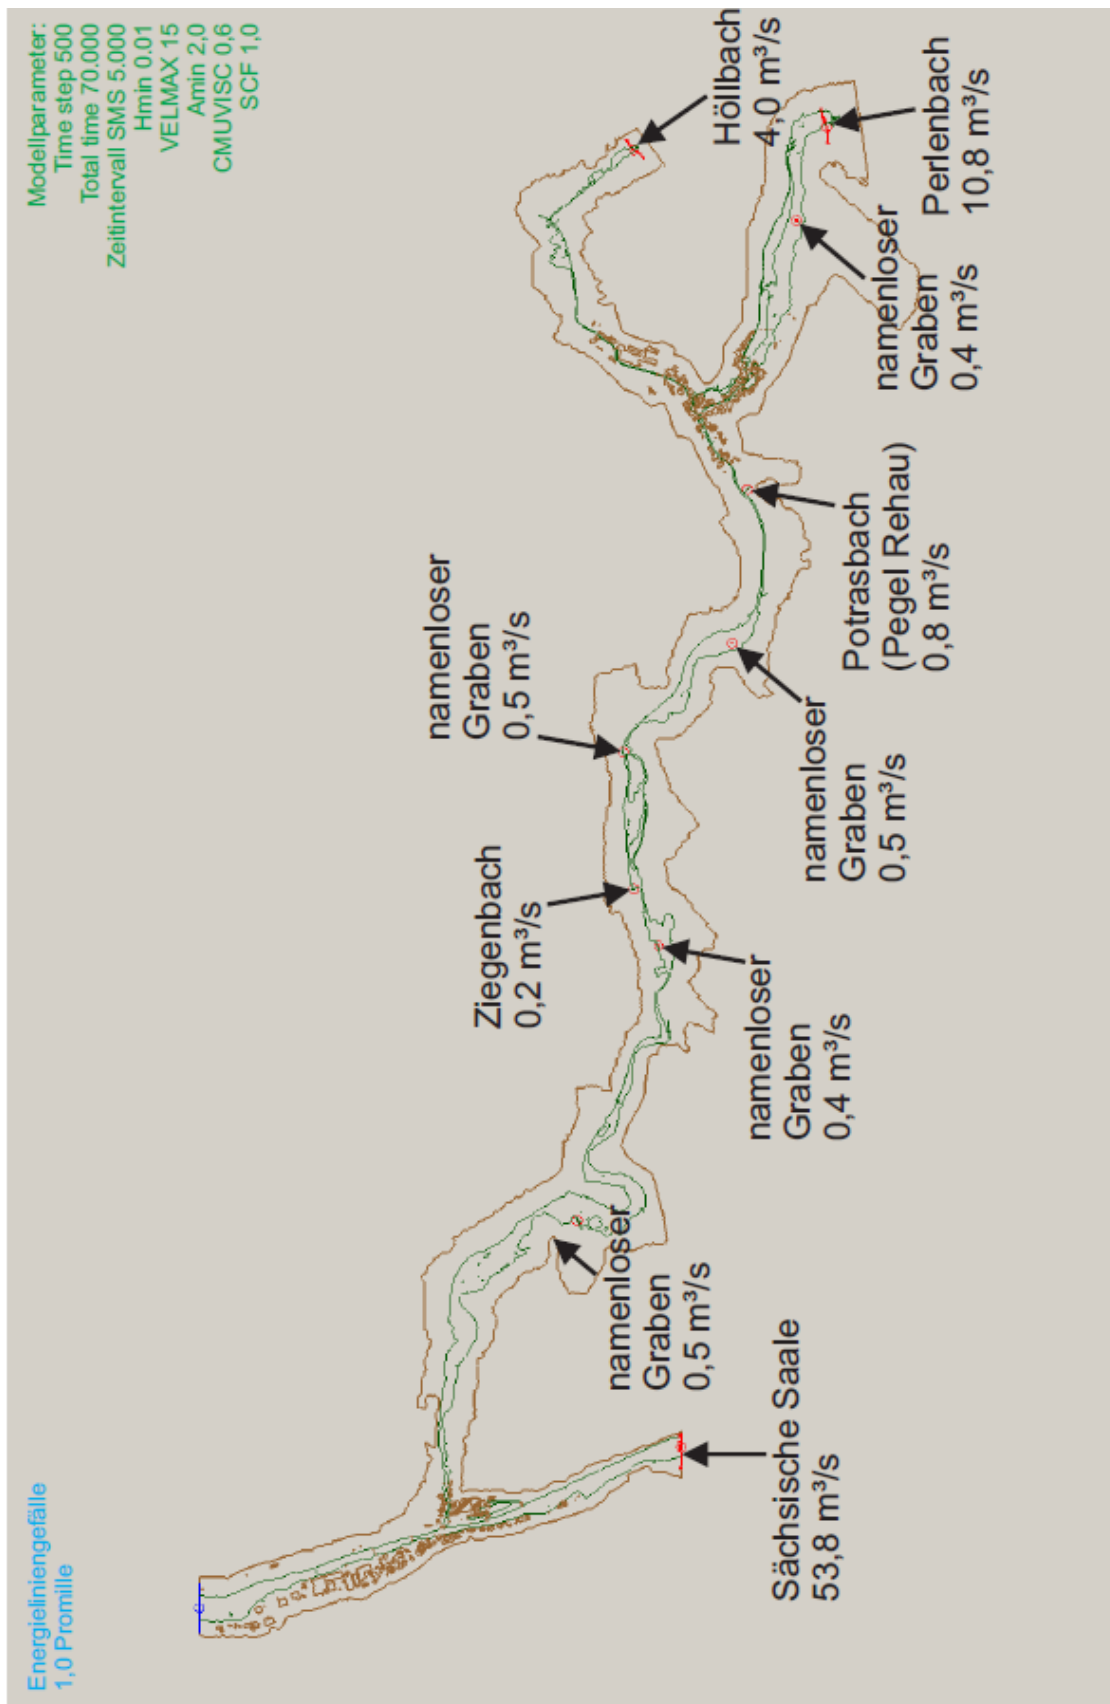 Energieliniengefälle
1,0 Promille
Modellparameter:
Time step 500
Total time 70.000
Zeitintervall SMS 5.000
Hmin 0.01
VELMAX 15
Amin 2,0
CMUVISC 0,6
SCF 1,0
namenloser
Graben
0,5 m³/s
Ziegenbach
0,2 m³/s
Höllbach
4,0 m³/s
Sächsische Saale
53,8 m³/s
namenloser
Graben
0,5 m³/s
namenloser
Graben
0,4 m³/s
namenloser
Graben
0,5 m³/s
Potrasbach
(Pegel Rehau)
0,8 m³/s
namenloser
Graben
0,4 m³/s
Perlenbach
10,8 m³/s